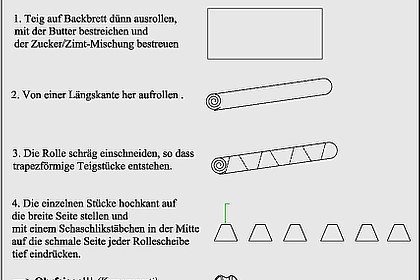 1. Teig auf Backbrett dünn ausrollen,
mit der Butter bestreichen und
der Zucker/Zimt-Mischung bestreuen
2. Von einer Längskante her aufrollen .
3. Die Rolle schräg einschneiden, so dass
trapezförmige Teigstücke entstehen.
4. Die einzelnen Stücke hochkant auf
die breite Seite stellen und
mit einem Schaschlikstäbchen in der Mitte
auf die schmale Seite jeder Rollescheibe
tief eindrücken.